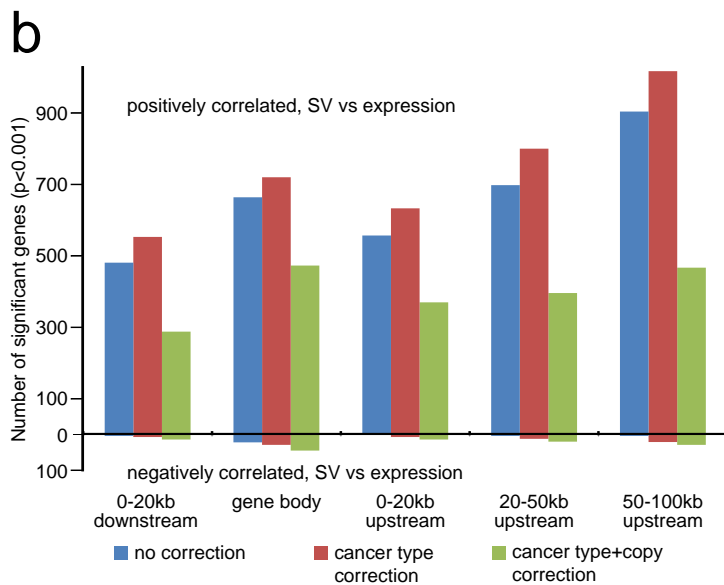 b
Number of significant genes (p<0.001)
positively correlated, SV vs expression
900
700
500
300
100
0
100
negatively correlated, SV vs expression
0-20kb
downstream
gene body
0-20kb
upstream
20-50kb
upstream
50-100kb
upstream
no correction
cancer type
correction
cancer type+copy
correction